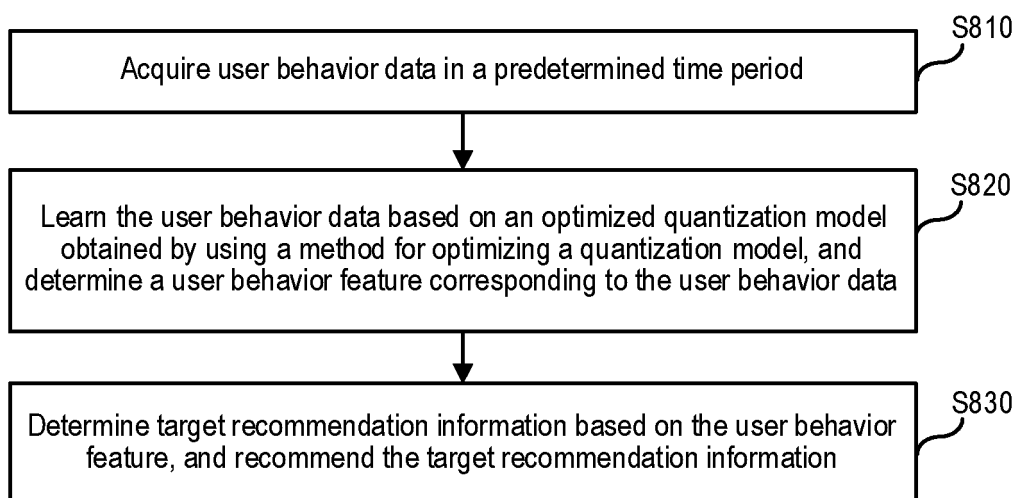 S810
Acquire user behavior data in a predetermined time period
S820
Learn the user behavior data based on an optimized quantization model
obtained by using a method for optimizing a quantization model, and
determine a user behavior feature corresponding to the user behavior data
S830
Determine target recommendation information based on the user behavior
feature, and recommend the target recommendation information